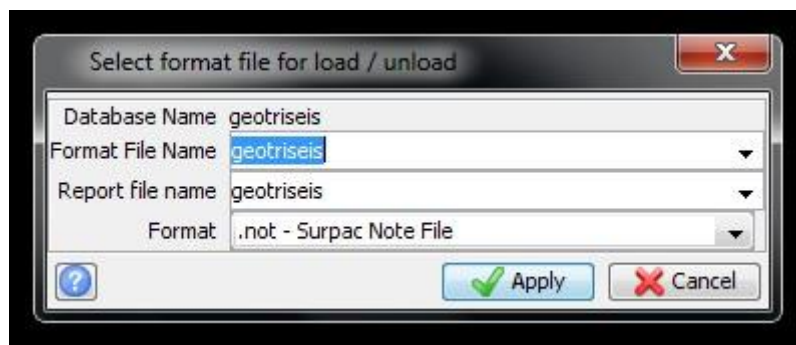 Select format file for load / unload
Database Name geotriseis
Format File Name geotriseis
Report file name geotriseis
Format .not - Surpac Note File
? Apply Cancel